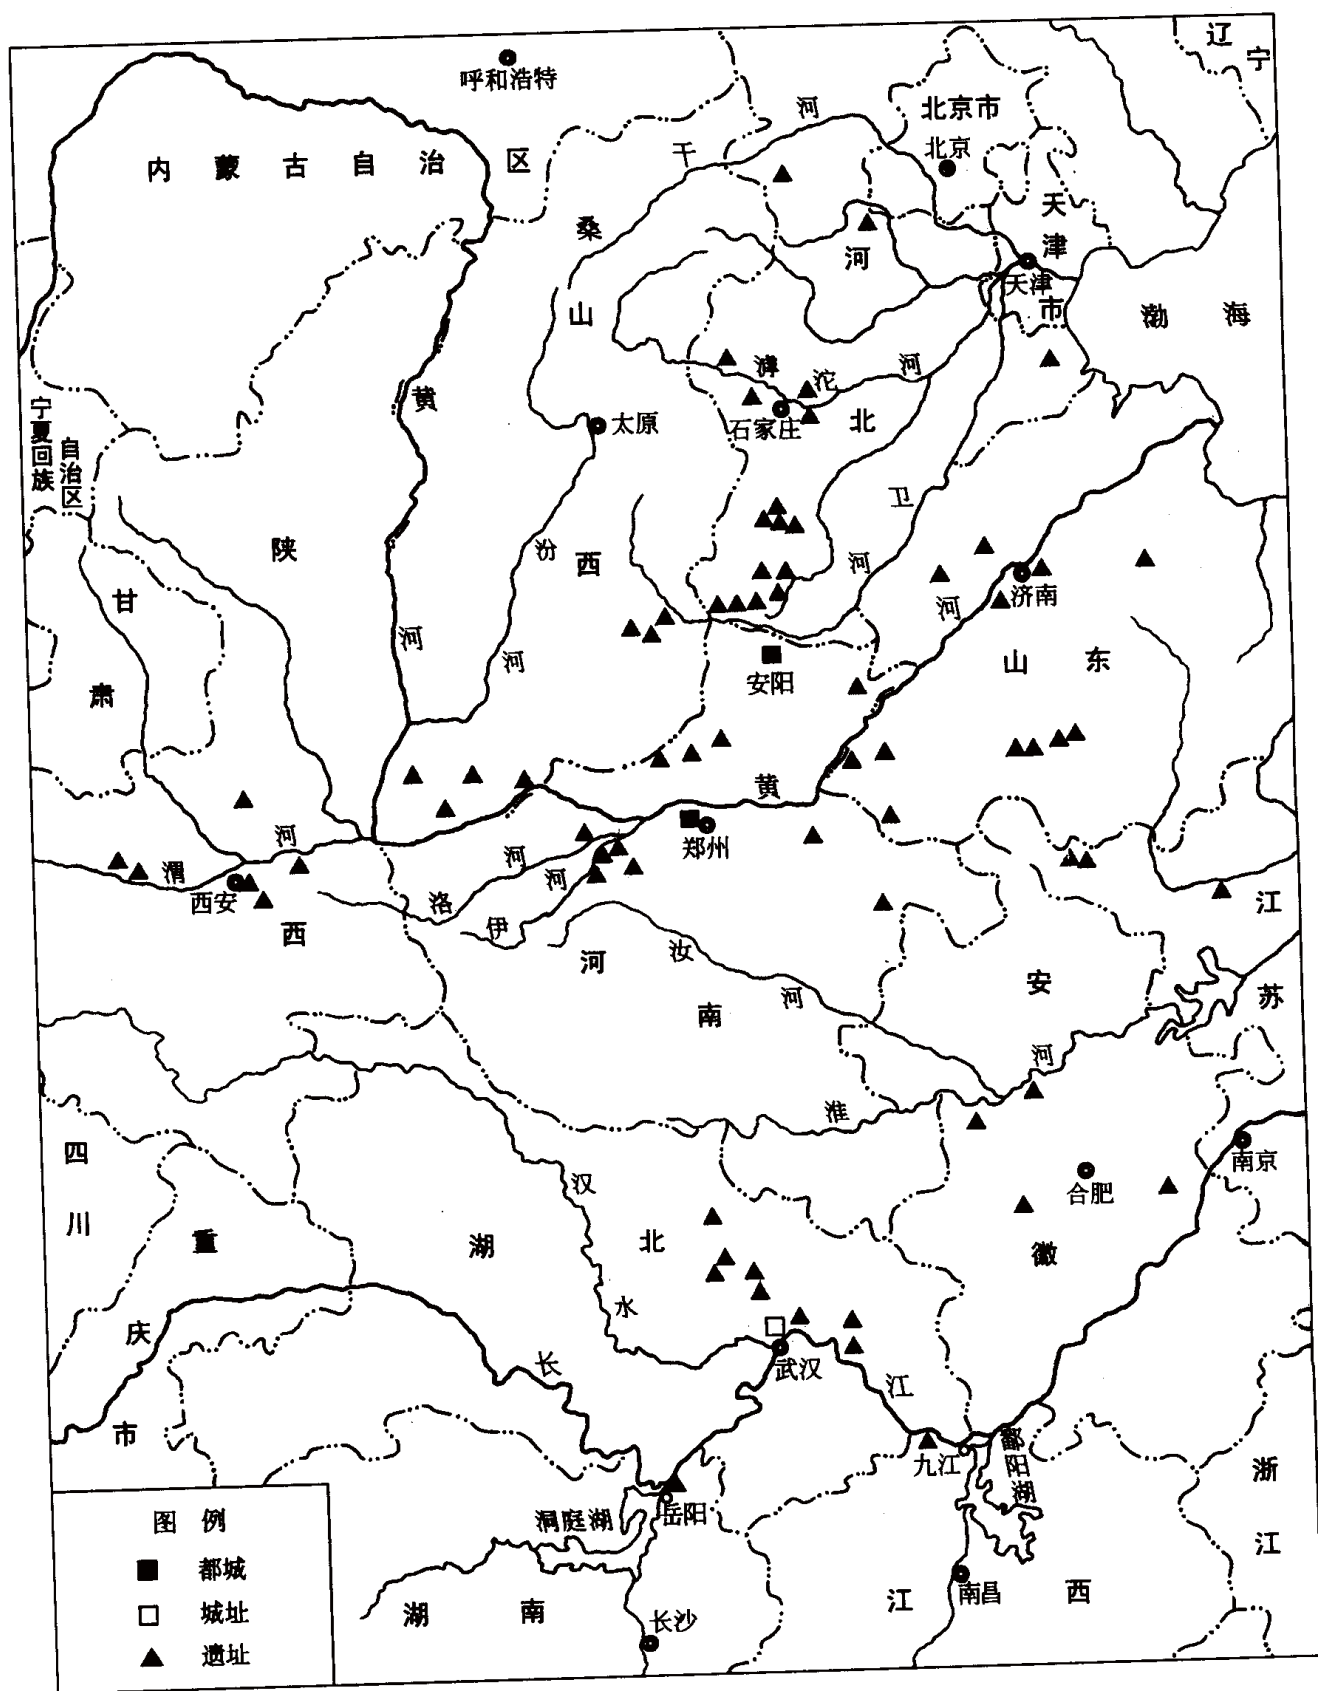 辽宁
呼和浩特
内蒙古自治区
北京市
北京
桑干河
天津市
天津
渤海
河北
山西
滹沱河
石家庄
太原
宁夏回族
自治区
黄河
陕西
汾河
卫河
甘肃
济南
山东
安阳
黄河
郑州
渭河
西安
洛河
伊河
河南
汝河
江苏
安徽
淮河
四川
重庆市
湖北
汉水
合肥
南京
武汉
长江
九江
鄱阳湖
岳阳
洞庭湖
浙江
湖南
长沙
江西
南昌
图例
都城
城址
遗址